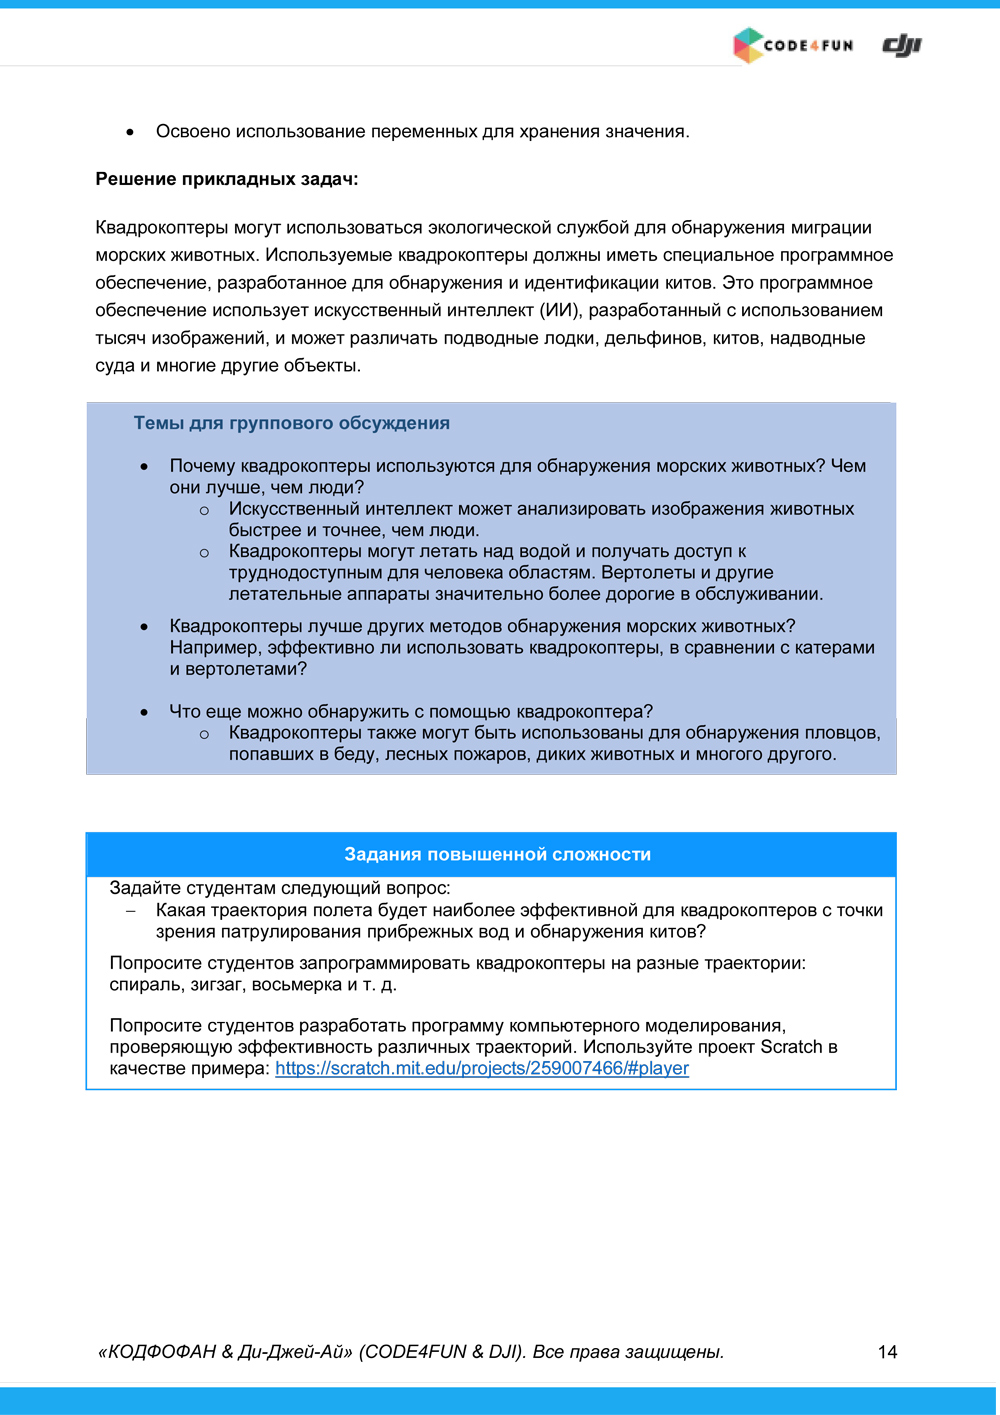 CODE4FUN dji
• Освоено использование переменных для хранения значения.
Решение прикладных задач:
Квадрокоптеры могут использоваться экологической службой для обнаружения миграции
морских животных. Используемые квадрокоптеры должны иметь специальное программное
обеспечение, разработанное для обнаружения и идентификации китов. Это программное
обеспечение использует искусственный интеллект (ИИ), разработанный с использованием
тысяч изображений, и может различать подводные лодки, дельфинов, китов, надводные
суда и многие другие объекты.
Темы для группового обсуждения
• Почему квадрокоптеры используются для обнаружения морских животных? Чем
они лучше, чем люди?
o Искусственный интеллект может анализировать изображения животных
быстрее и точнее, чем люди.
o Квадрокоптеры могут летать над водой и получать доступ к
труднодоступным для человека областям. Вертолеты и другие
летательные аппараты значительно более дорогие в обслуживании.
• Квадрокоптеры лучше других методов обнаружения морских животных?
Например, эффективно ли использовать квадрокоптеры, в сравнении с катерами
и вертолетами?
• Что еще можно обнаружить с помощью квадрокоптера?
o Квадрокоптеры также могут быть использованы для обнаружения пловцов,
попавших в беду, лесных пожаров, диких животных и многого другого.
Задания повышенной сложности
Задайте студентам следующий вопрос:
– Какая траектория полета будет наиболее эффективной для квадрокоптеров с точки
зрения патрулирования прибрежных вод и обнаружения китов?
Попросите студентов запрограммировать квадрокоптеры на разные траектории:
спираль, зигзаг, восьмерка и т. д.
Попросите студентов разработать программу компьютерного моделирования,
проверяющую эффективность различных траекторий. Используйте проект Scratch в
качестве примера: https://scratch.mit.edu/projects/259007466/#player
«КОДФОФАН & Ди-Джей-Ай» (CODE4FUN & DJI). Все права защищены. 14